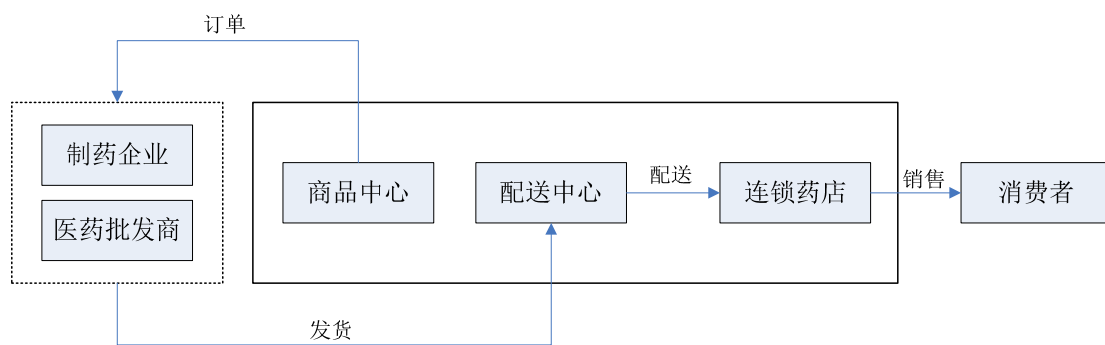 订单
制药企业
医药批发商
商品中心
配送中心
配送
连锁药店
销售
消费者
发货